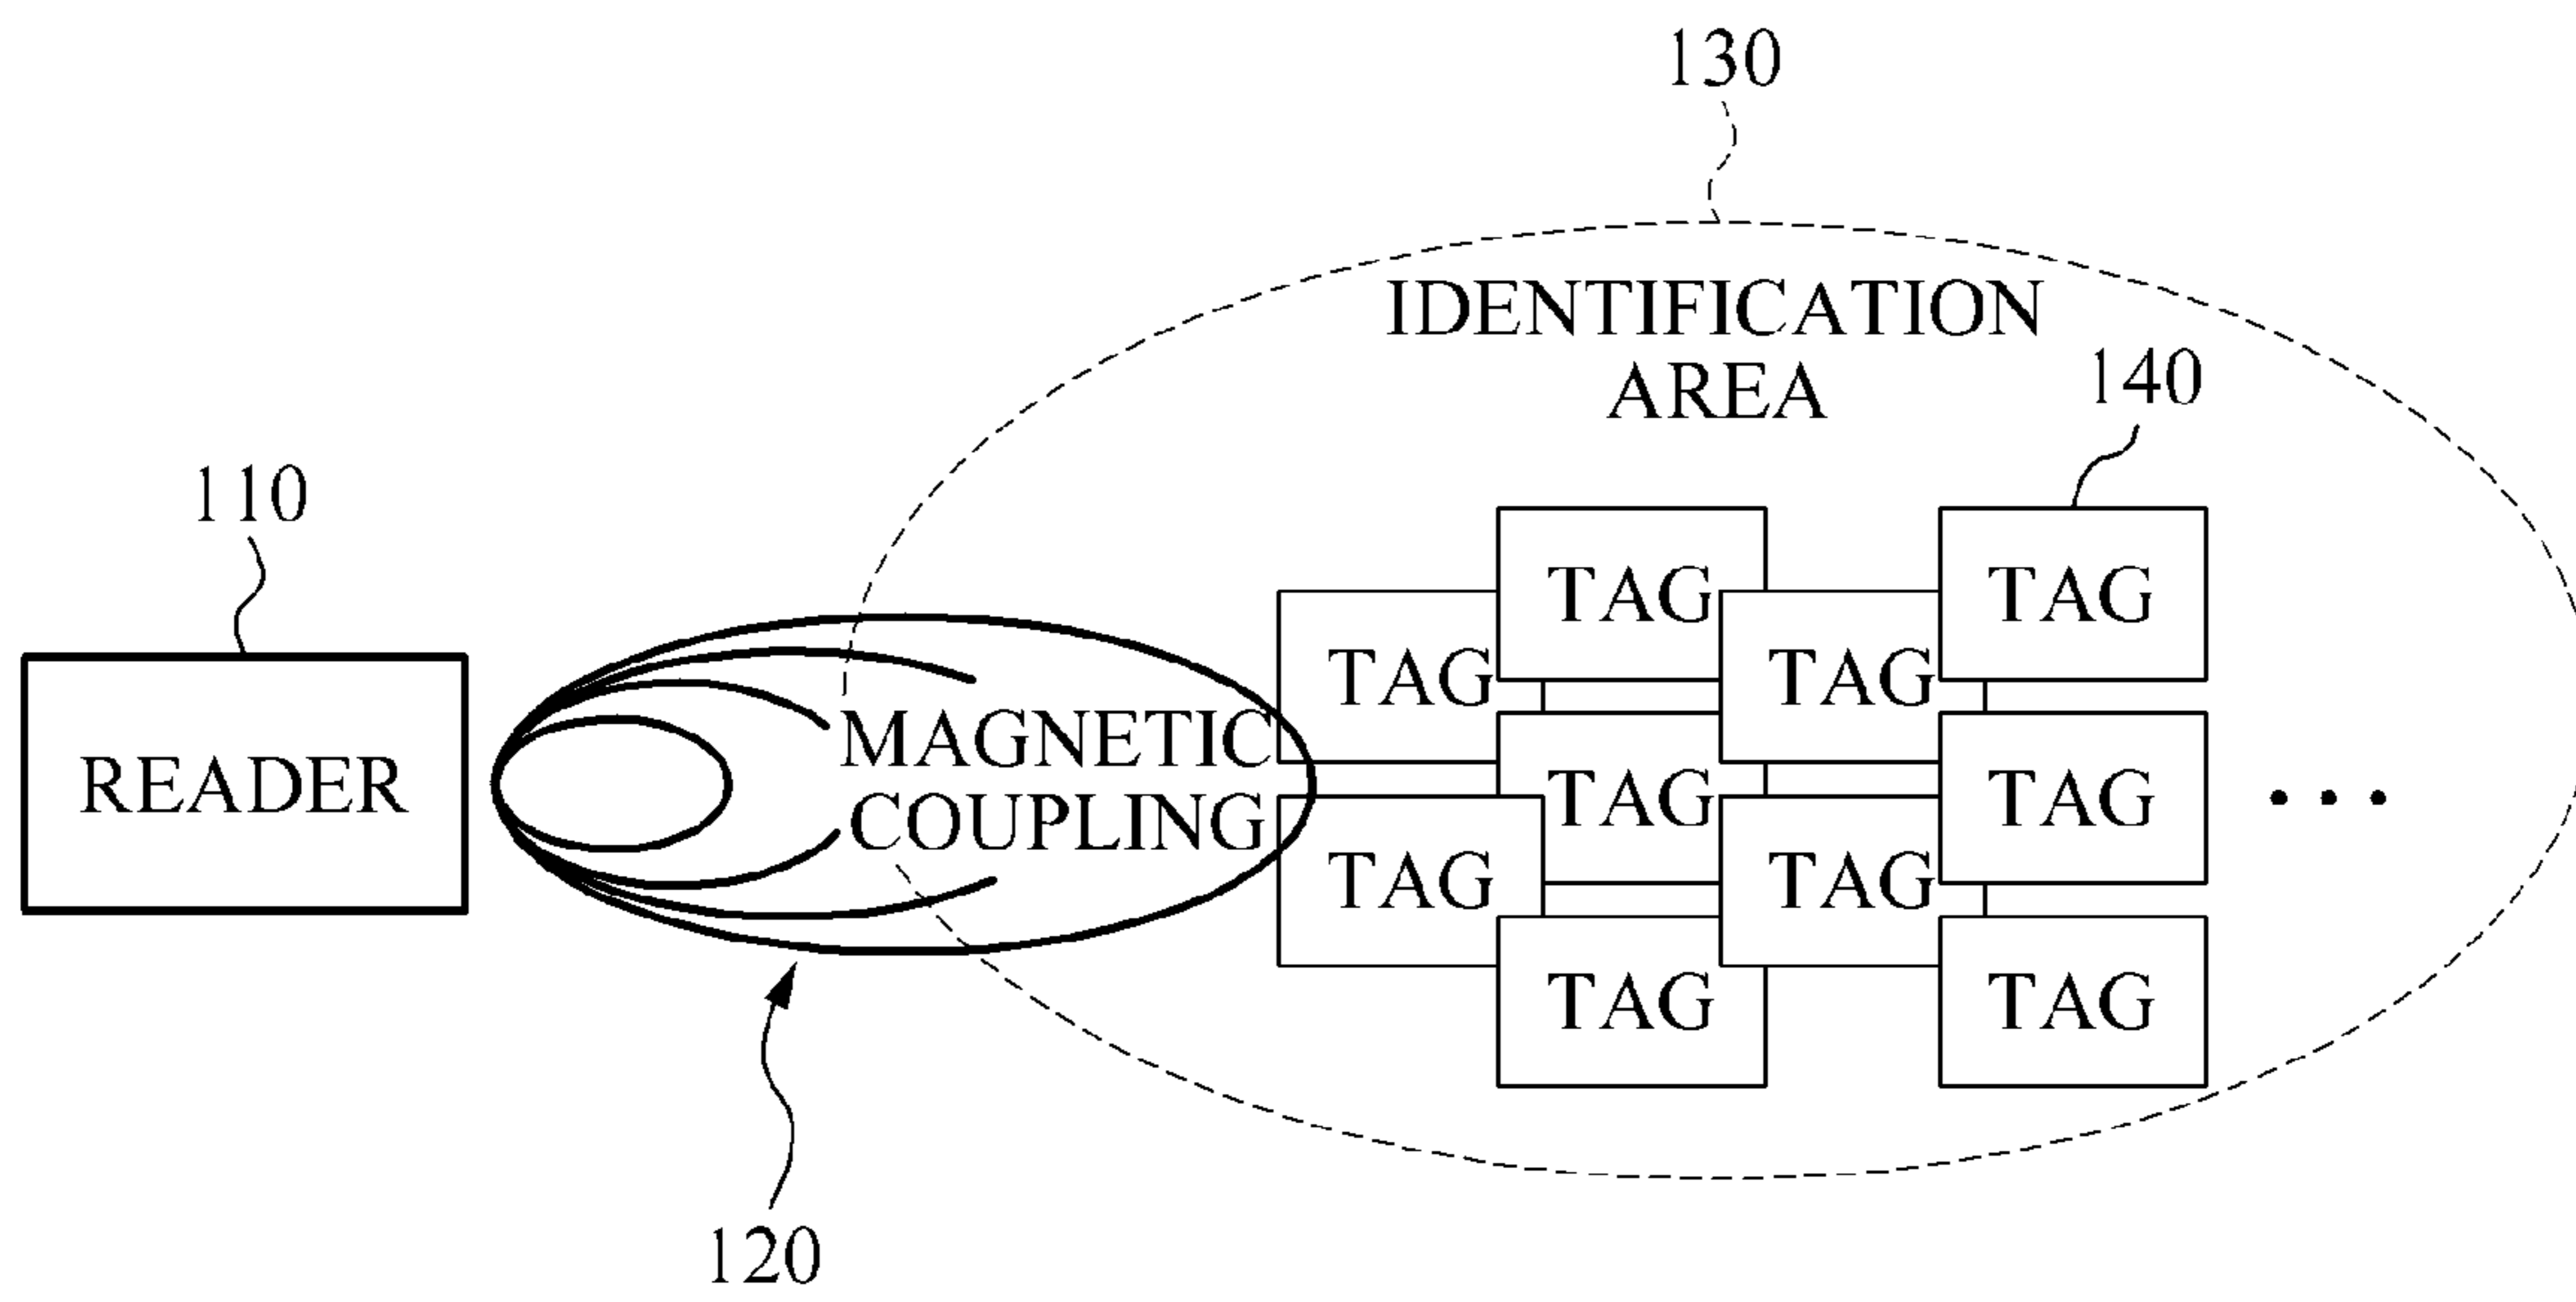 130
IDENTIFICATION
AREA
140
110
TAG
TAG
TAG
TAG
READER
MAGNETIC
COUPLING
TAG
TAG
TAG
TAG
TAG
TAG
...
120